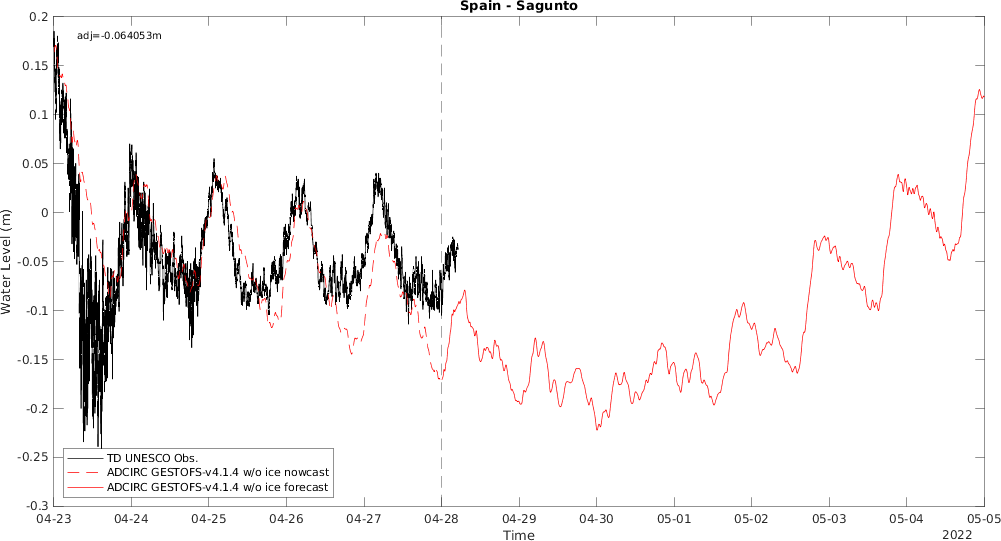 Spain - Sagunto
adj=-0.064053m
0.2
0.15
0.1
0.05
0
-0.05
-0.1
-0.15
-0.2
-0.25
-0.3
Water Level (m)
TD UNESCO Obs.
ADCIRC GESTOFS-v4.1.4 w/o ice nowcast
ADCIRC GESTOFS-v4.1.4 w/o ice forecast
04-23 04-24 04-25 04-26 04-27 04-28 04-29 04-30 05-01 05-02 05-03 05-04 05-05
Time
2022